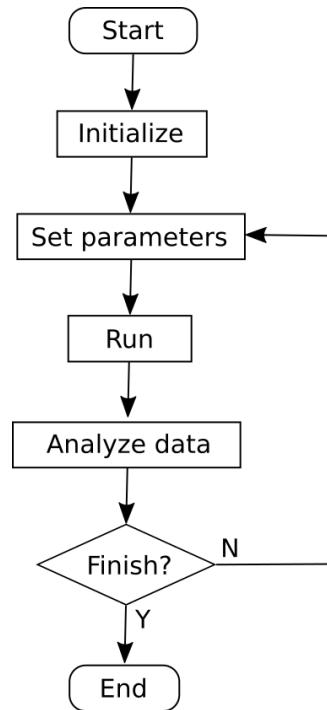 Start
Initialize
Set parameters
Run
Analyze data
Finish?
N
Y
End